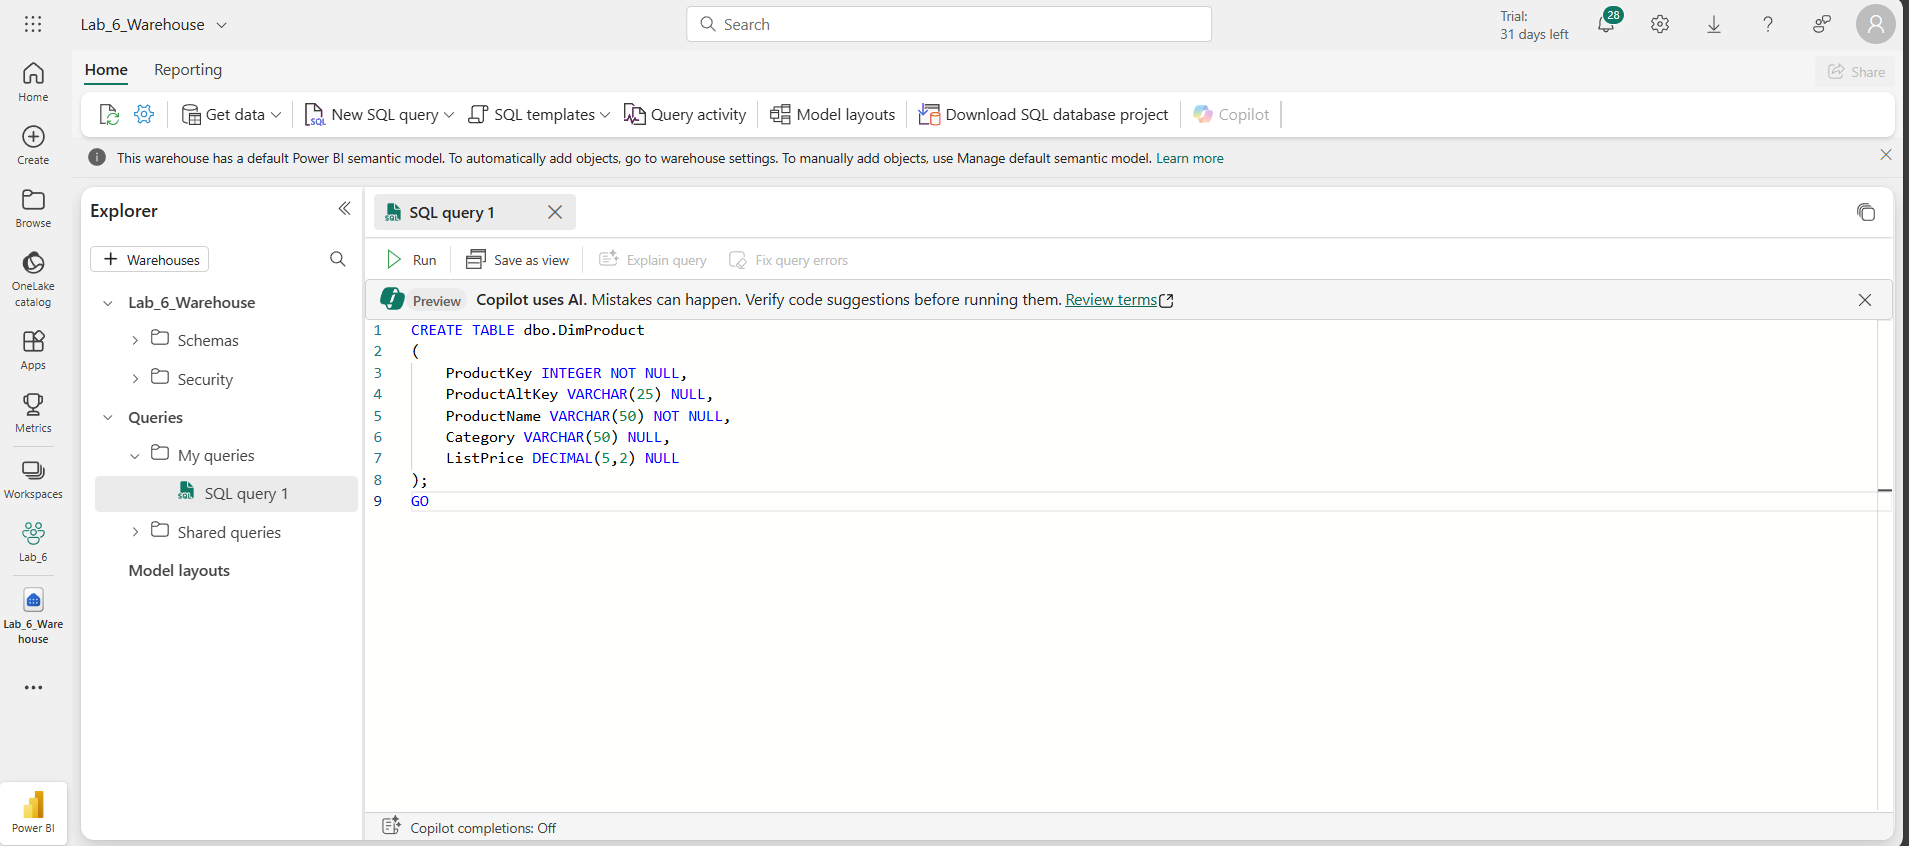 Lab_6_Warehouse
Search
Trial:
31 days left
28
Home
Reporting
Share
Get data
New SQL query
SQL templates
Query activity
Model layouts
Download SQL database project
Copilot
This warehouse has a default Power BI semantic model. To automatically add objects, go to warehouse settings. To manually add objects, use Manage default semantic model. Learn more
Home
Create
Browse
OneLake
catalog
Apps
Metrics
Workspaces
Lab_6
Lab_6_Ware
house
Power BI
Explorer
Warehouses
Lab_6_Warehouse
Schemas
Security
Queries
My queries
SQL query 1
Shared queries
Model layouts
SQL query 1
Run
Save as view
Explain query
Fix query errors
Preview
Copilot uses AI. Mistakes can happen. Verify code suggestions before running them. Review terms
1 CREATE TABLE dbo.DimProduct
2 (
3 ProductKey INTEGER NOT NULL,
4 ProductAltKey VARCHAR(25) NULL,
5 ProductName VARCHAR(50) NOT NULL,
6 Category VARCHAR(50) NULL,
7 ListPrice DECIMAL(5,2) NULL
8 );
9 GO
Copilot completions: Off